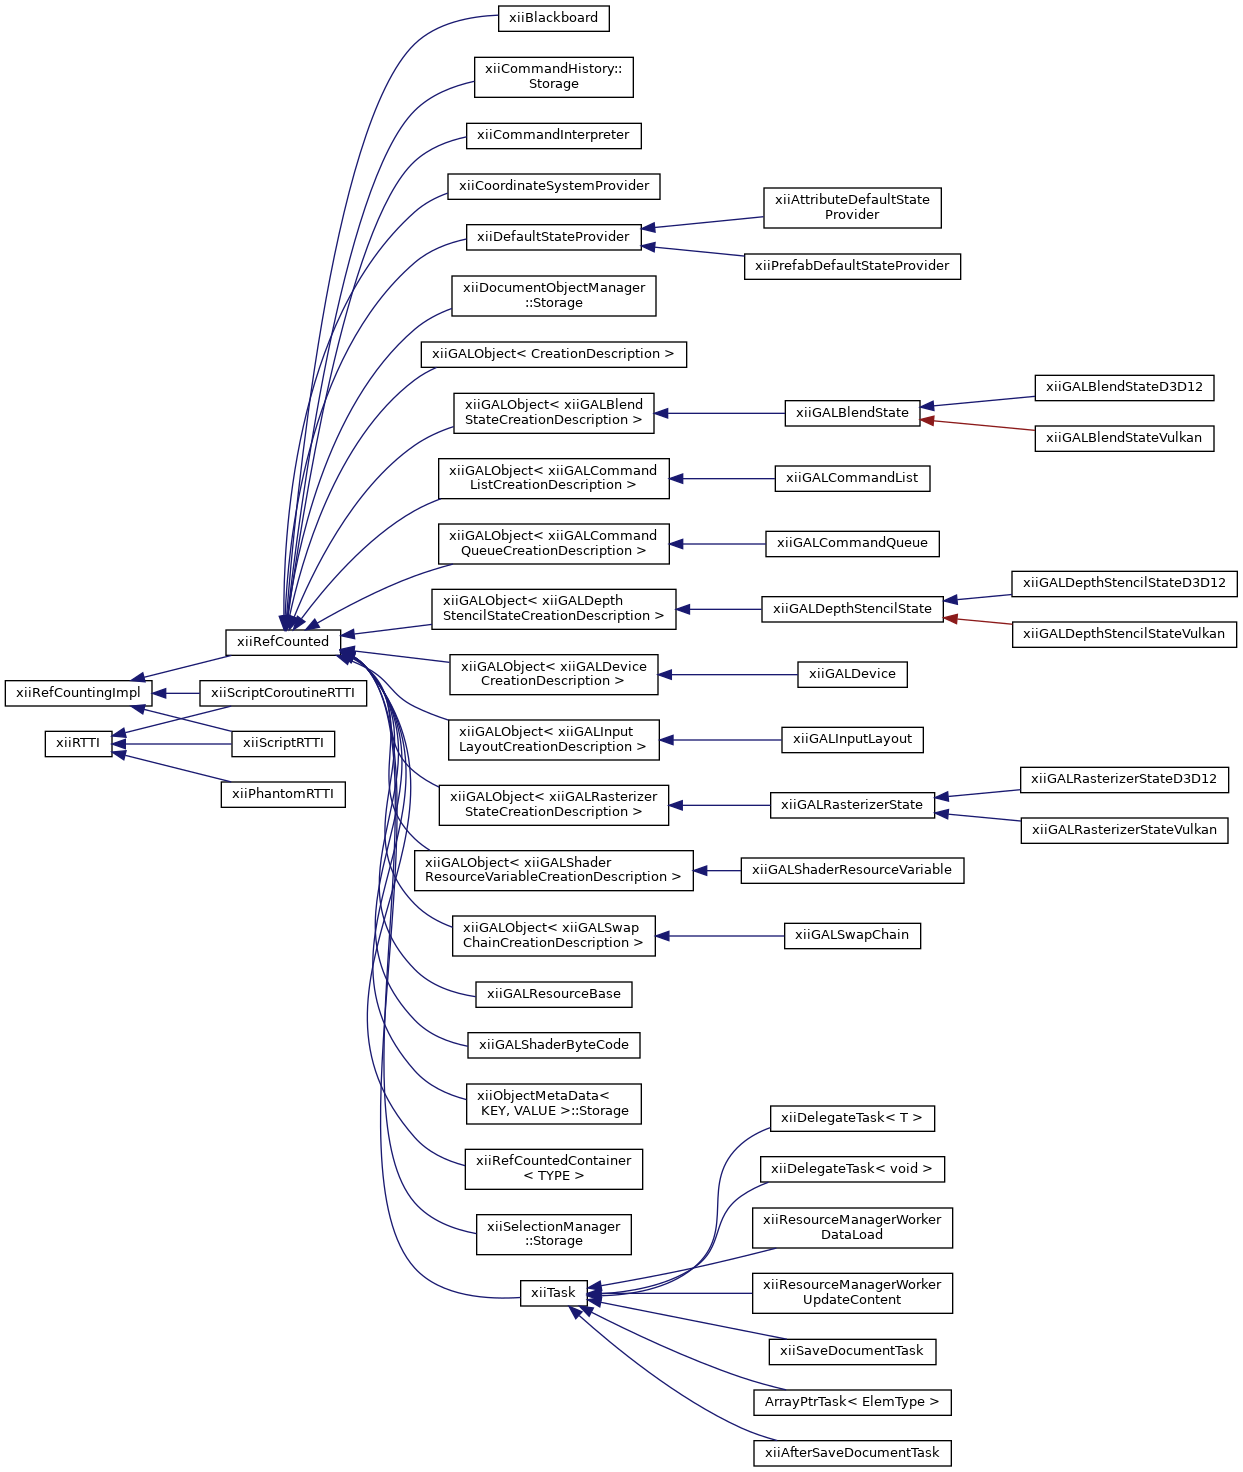 xiiBlackboard
xiiCommandHistory::
Storage
xiiCommandInterpreter
xiiCoordinateSystemProvider
xiiDefaultStateProvider
xiiAttributeDefaultState
Provider
xiiPrefabDefaultStateProvider
xiiDocumentObjectManager
::Storage
xiiGALObject< CreationDescription >
xiiGALObject< xiiGALBlend
StateCreationDescription >
xiiGALBlendState
xiiGALBlendStateD3D12
xiiGALBlendStateVulkan
xiiGALObject< xiiGALCommand
ListCreationDescription >
xiiGALCommandList
xiiGALObject< xiiGALCommand
QueueCreationDescription >
xiiGALCommandQueue
xiiGALObject< xiiGALDepth
StencilStateCreationDescription >
xiiGALDepthStencilState
xiiGALDepthStencilStateD3D12
xiiGALDepthStencilStateVulkan
xiiRefCounted
xiiGALObject< xiiGALDevice
CreationDescription >
xiiGALDevice
xiiRefCountingImpl
xiiScriptCoroutineRTTI
xiiRTTI
xiiScriptRTTI
xiiPhantomRTTI
xiiGALObject< xiiGALInput
LayoutCreationDescription >
xiiGALInputLayout
xiiGALObject< xiiGALRasterizer
StateCreationDescription >
xiiGALRasterizerState
xiiGALRasterizerStateD3D12
xiiGALRasterizerStateVulkan
xiiGALObject< xiiGALShader
ResourceVariableCreationDescription >
xiiGALShaderResourceVariable
xiiGALObject< xiiGALSwap
ChainCreationDescription >
xiiGALSwapChain
xiiGALResourceBase
xiiGALShaderByteCode
xiiObjectMetaData<
KEY, VALUE >::Storage
xiiRefCountedContainer
< TYPE >
xiiSelectionManager
::Storage
xiiTask
xiiDelegateTask< T >
xiiDelegateTask< void >
xiiResourceManagerWorker
DataLoad
xiiResourceManagerWorker
UpdateContent
xiiSaveDocumentTask
ArrayPtrTask< ElemType >
xiiAfterSaveDocumentTask